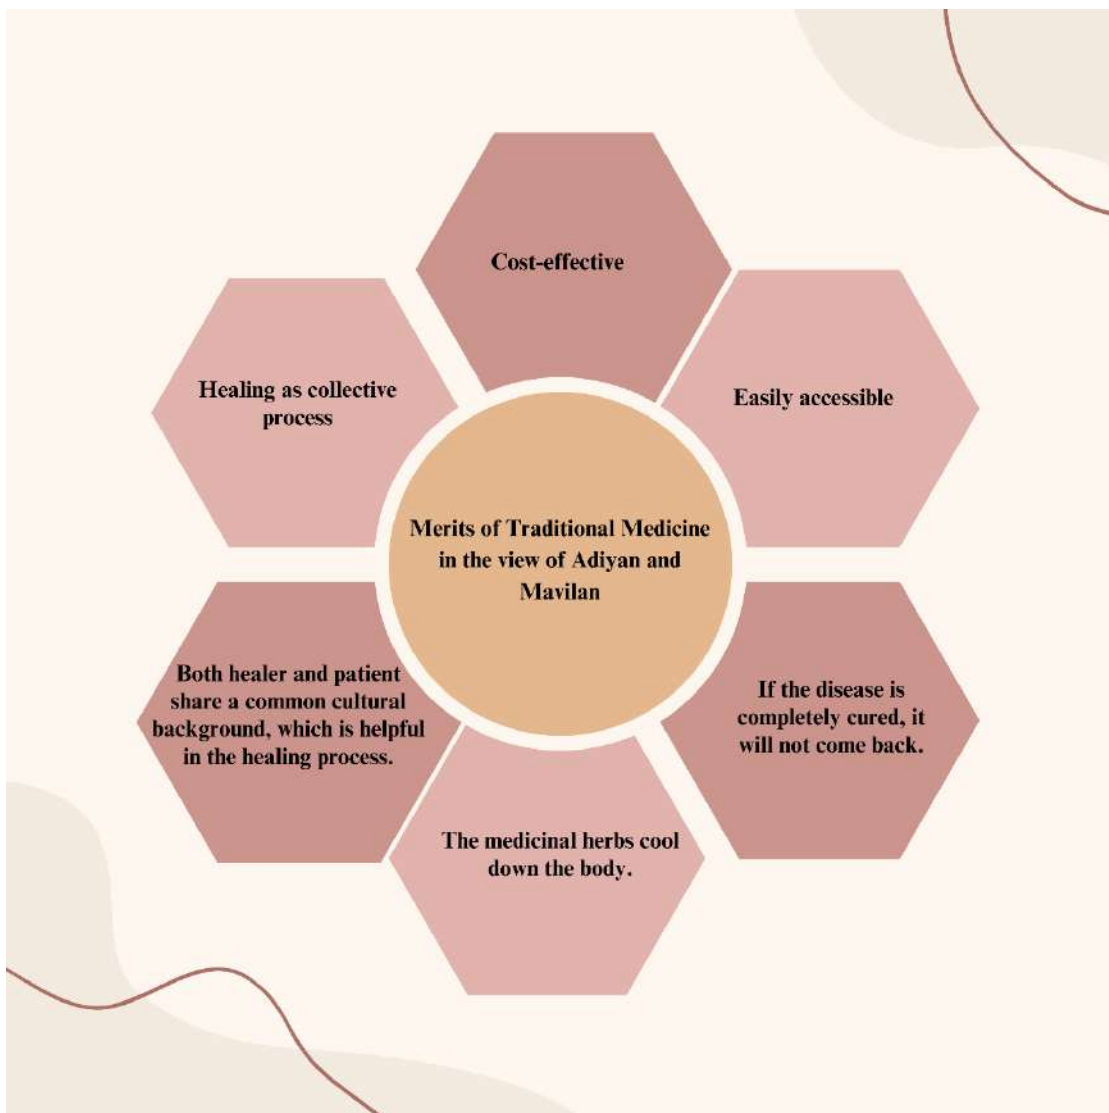 Cost-effective
Healing as collective
process
Easily accessible
Merits of Traditional Medicine
in the view of Adiyan and
Mavilan
Both healer and patient
share a common cultural
background, which is helpful
in the healing process.
If the disease is
completely cured, it
will not come back.
The medicinal herbs cool
down the body.